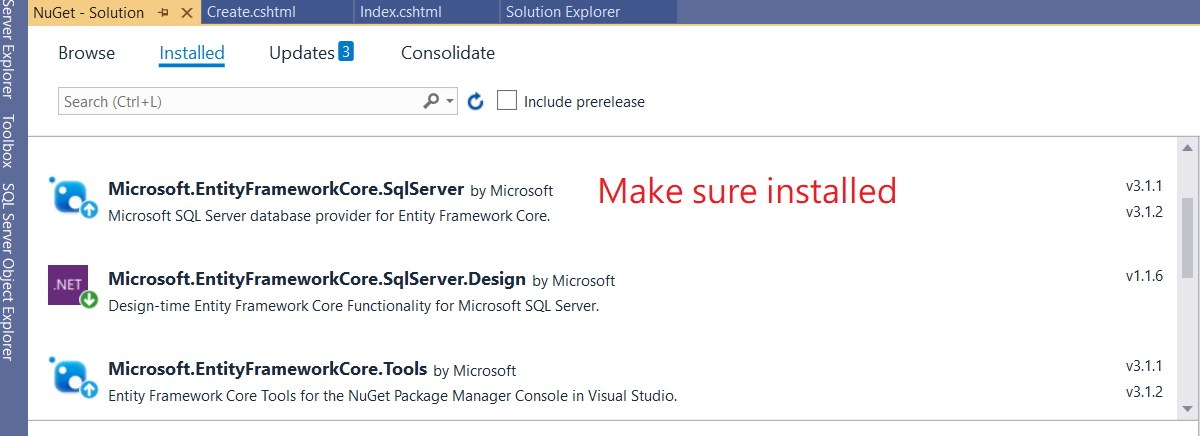 NuGet - Solution
Create.cshtml
Index.cshtml
Solution Explorer
Server Explorer
Toolbox
SQL Server Object Explorer
Browse
Installed
Updates 3
Consolidate
Search (Ctrl+L)
Include prerelease
Microsoft.EntityFrameworkCore.SqlServer by Microsoft
Make sure installed
v3.1.1
Microsoft SQL Server database provider for Entity Framework Core.
v3.1.2
.NET
Microsoft.EntityFrameworkCore.SqlServer.Design by Microsoft
v1.1.6
Design-time Entity Framework Core Functionality for Microsoft SQL Server.
Microsoft.EntityFrameworkCore.Tools by Microsoft
v3.1.1
Entity Framework Core Tools for the NuGet Package Manager Console in Visual Studio.
v3.1.2